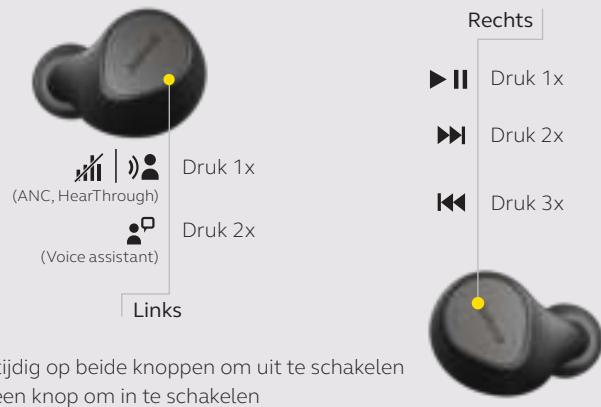 Rechts
Druk 1x
Druk 2x
Druk 3x
Druk 1x
(ANC, HearThrough)
Druk 2x
(Voice assistant)
Links
op beide knoppen om uit te schakelen
knop om in te schakelen